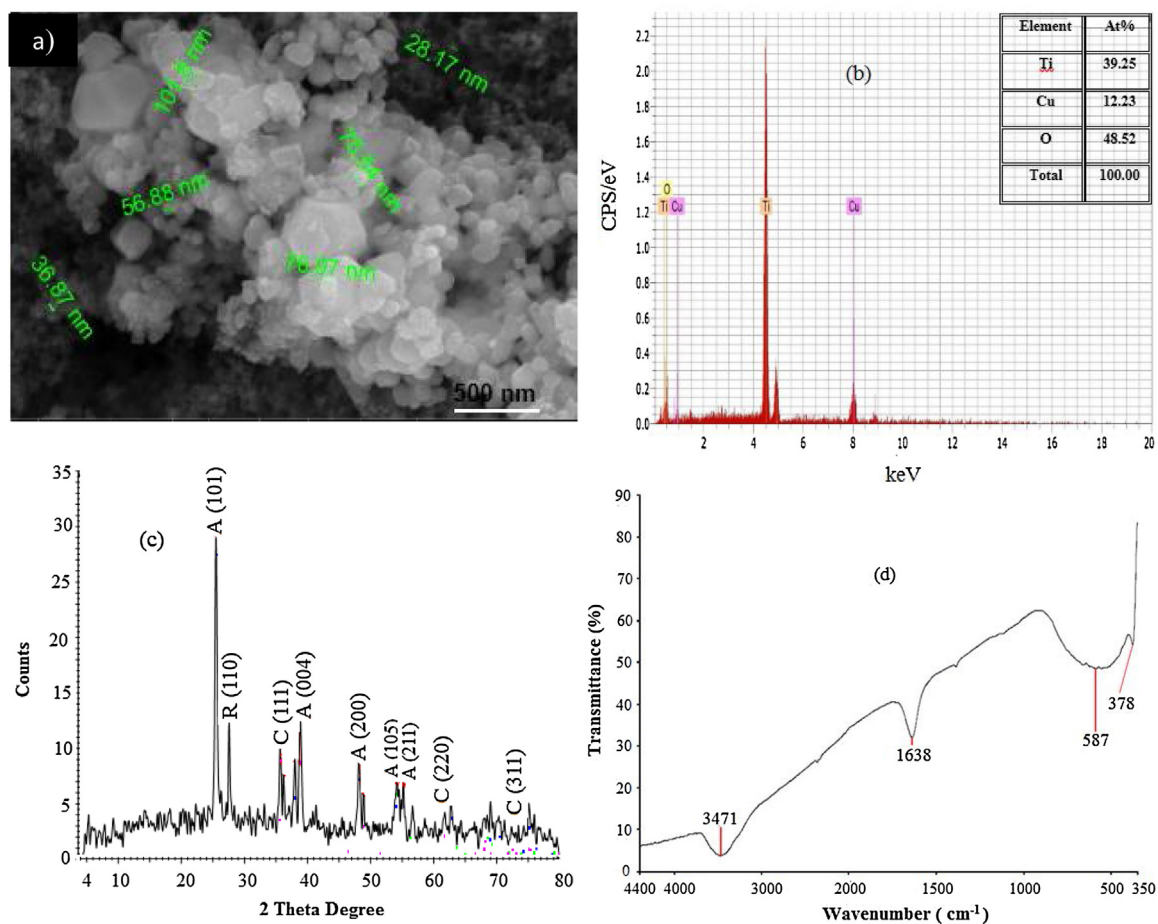 a)
28.17 nm
56.88 nm
36.87 nm
500 nm
(b)
Element At%
Ti 39.25
Cu 12.23
O 48.52
Total 100.00
CPS/eV
2.2
2.0
1.8
1.6
1.4
1.2
1.0
0.8
0.6
0.4
0.2
0.0
O
Ti Cu Ti Cu
2 4 6 8 10 12 14 16 18 20
keV
(c)
Counts
35
30
25
20
15
10
5
0
A (101)
R (110)
C (111)
A (004)
A (200)
A (105)
A (211)
C (220)
C (311)
4 10 20 30 40 50 60 70 80
2 Theta Degree
(d)
Transmittance (%)
90
80
70
60
50
40
30
20
10
0
3471
1638
587
378
4400 4000 3000 2000 1500 1000 500 350
Wavenumber ( cm-1)